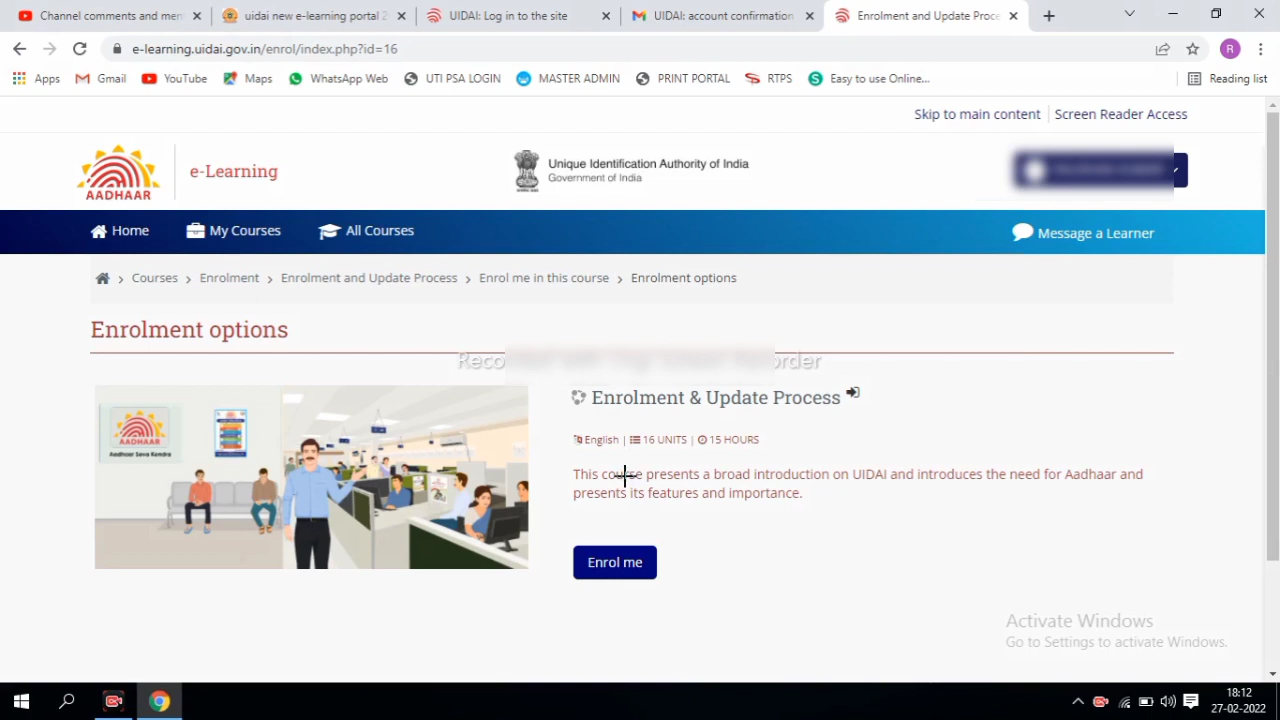 Channel comments and men
uidai new e-learning portal 2
UIDAI: Log in to the site
UIDAI: account confirmation
Enrolment and Update Proce
e-learning.uidai.gov.in/enrol/index.php?id=16
R
Apps
Gmail
YouTube
Maps
WhatsApp Web
UTI PSA LOGIN
MASTER ADMIN
PRINT PORTAL
RTPS
Easy to use Online...
Reading list
Skip to main content
Screen Reader Access
AADHAAR
e-Learning
Unique Identification Authority of India
Government of India
Home
My Courses
All Courses
Message a Learner
Courses > Enrolment > Enrolment and Update Process > Enrol me in this course > Enrolment options
Enrolment options
AADHAAR
Aadhaar Seva Kendra
Enrolment & Update Process
English | 16 UNITS | 15 HOURS
This course presents a broad introduction on UIDAI and introduces the need for Aadhaar and
presents its features and importance.
Enrol me
Activate Windows
Go to Settings to activate Windows.
18:12
27-02-2022